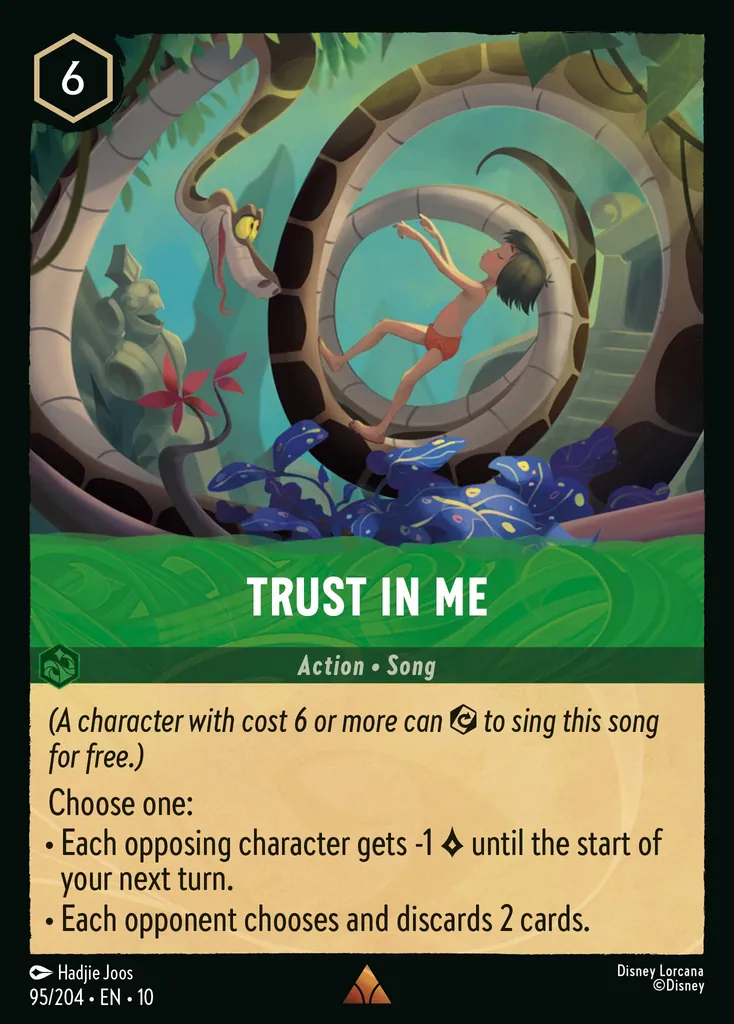 6
TRUST IN ME
Action • Song
(A character with cost 6 or more can to sing this song
for free.)
Choose one:
• Each opposing character gets -1 until the start of
your next turn.
• Each opponent chooses and discards 2 cards.
Hadjie Joos
Disney Lorcana
95/204 • EN • 10
©Disney